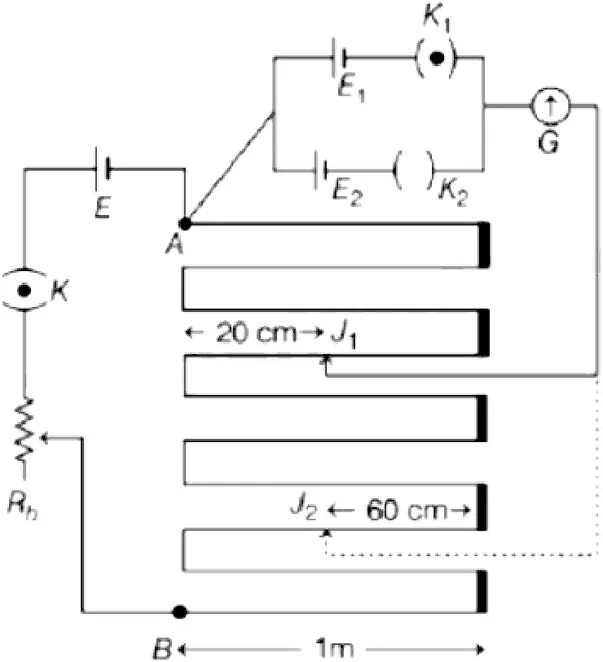 K₁
E₁
G
E₂
K₂
E
A
K
← 20 cm→ J₁
Rₕ
J₂ ← 60 cm→
B
1m